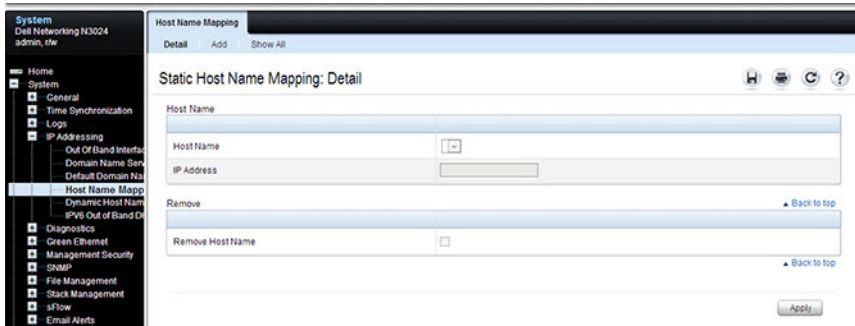 System
Dell Networking N3024
admin, r/w
Home
System
General
Time Synchronization
Logs
IP Addressing
Out Of Band Interfac
Domain Name Serv
Default Domain Na
Host Name Mapp
Dynamic Host Nam
IPV6 Out of Band D
Diagnostics
Green Ethernet
Management Security
SNMP
File Management
Stack Management
sFlow
Email Alerts
Host Name Mapping
Detail Add Show All
Static Host Name Mapping: Detail
Host Name
Host Name
IP Address
Remove
Back to top
Remove Host Name
Back to top
Apply